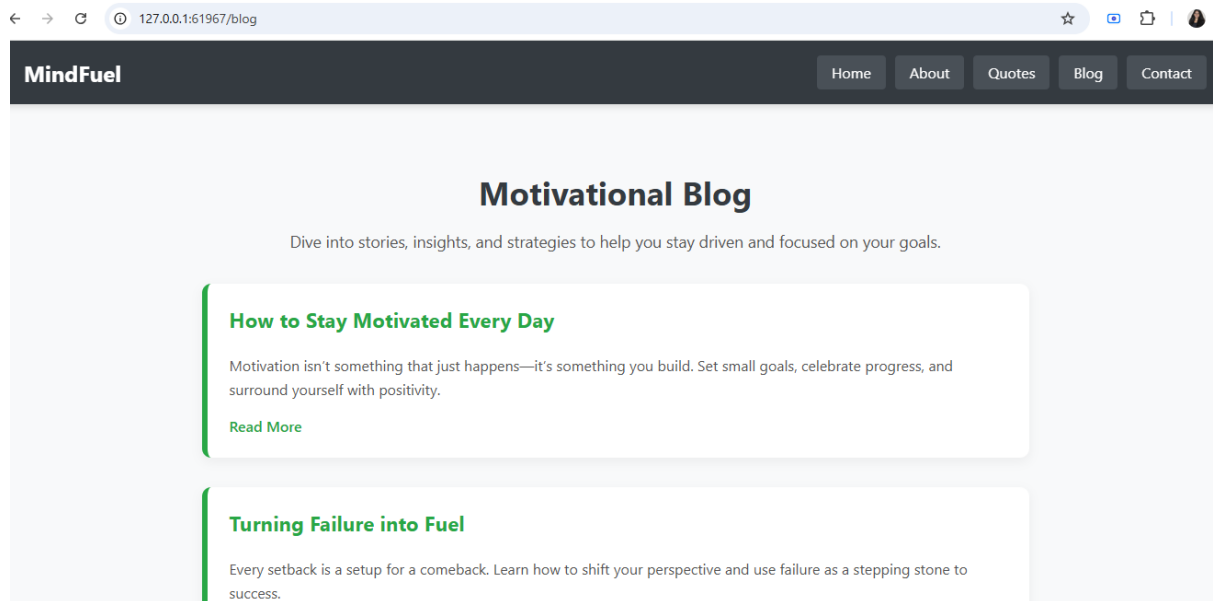 127.0.0.1:61967/blog
MindFuel
Home About Quotes Blog Contact
Motivational Blog
Dive into stories, insights, and strategies to help you stay driven and focused on your goals.
How to Stay Motivated Every Day
Motivation isn’t something that just happens—it’s something you build. Set small goals, celebrate progress, and
surround yourself with positivity.
Read More
Turning Failure into Fuel
Every setback is a setup for a comeback. Learn how to shift your perspective and use failure as a stepping stone to
success.